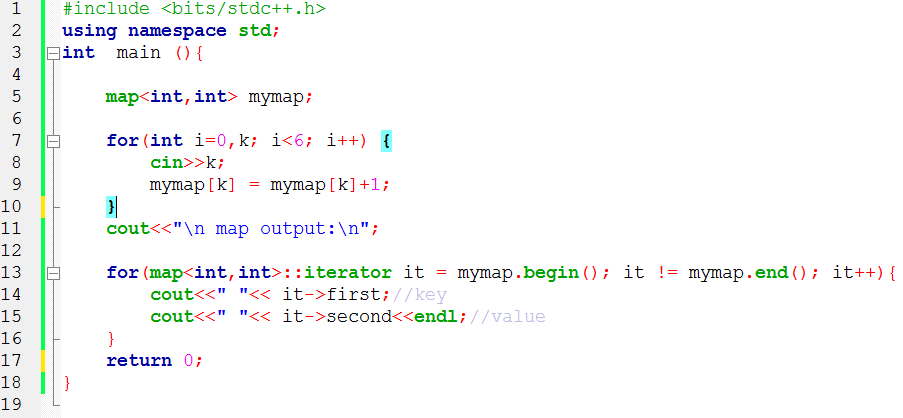 1 #include <bits/stdc++.h>
2 using namespace std;
3 int  main (){
4
5     map<int,int> mymap;
6
7     for(int i=0,k; i<6; i++) {
8         cin>>k;
9         mymap[k] = mymap[k]+1;
10     }
11     cout<<"\n map output:\n";
12
13     for(map<int,int>::iterator it = mymap.begin(); it != mymap.end(); it++){
14         cout<<" "<< it->first;//key
15         cout<<" "<< it->second<<endl;//value
16     }
17     return 0;
18 }
19